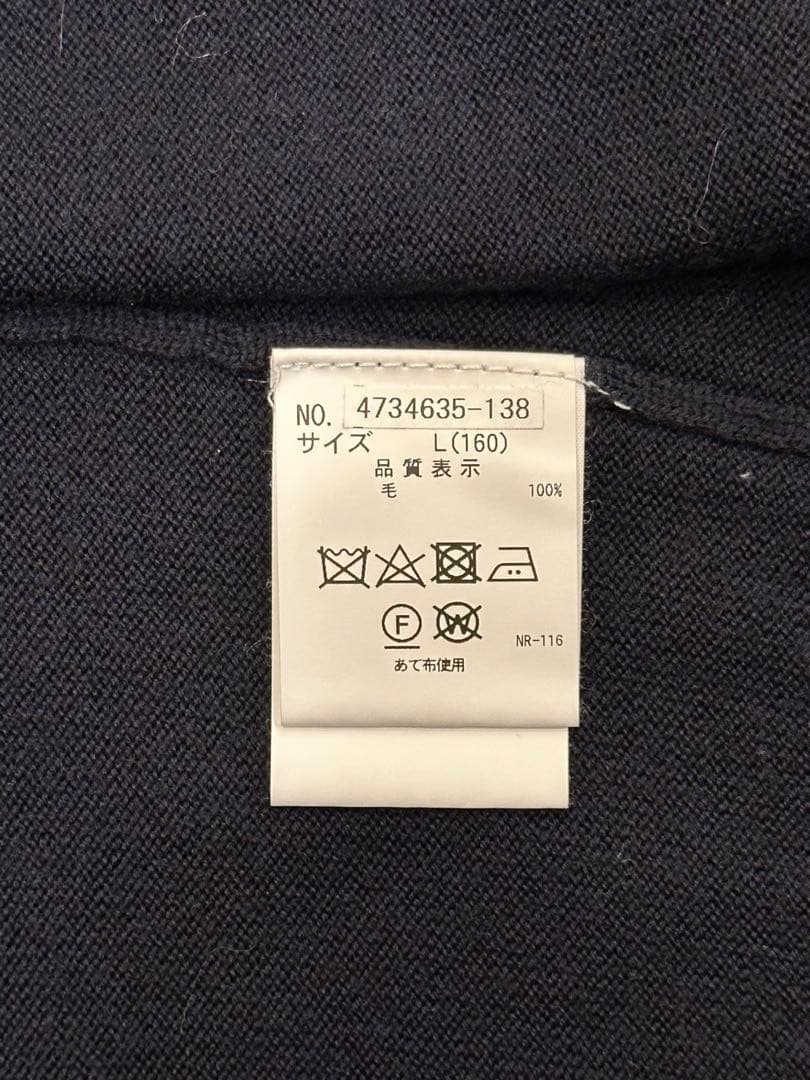 NO. 4734635-138
サイズ L(160)
品質表示
毛 100%
F W
NR-116
あて布使用